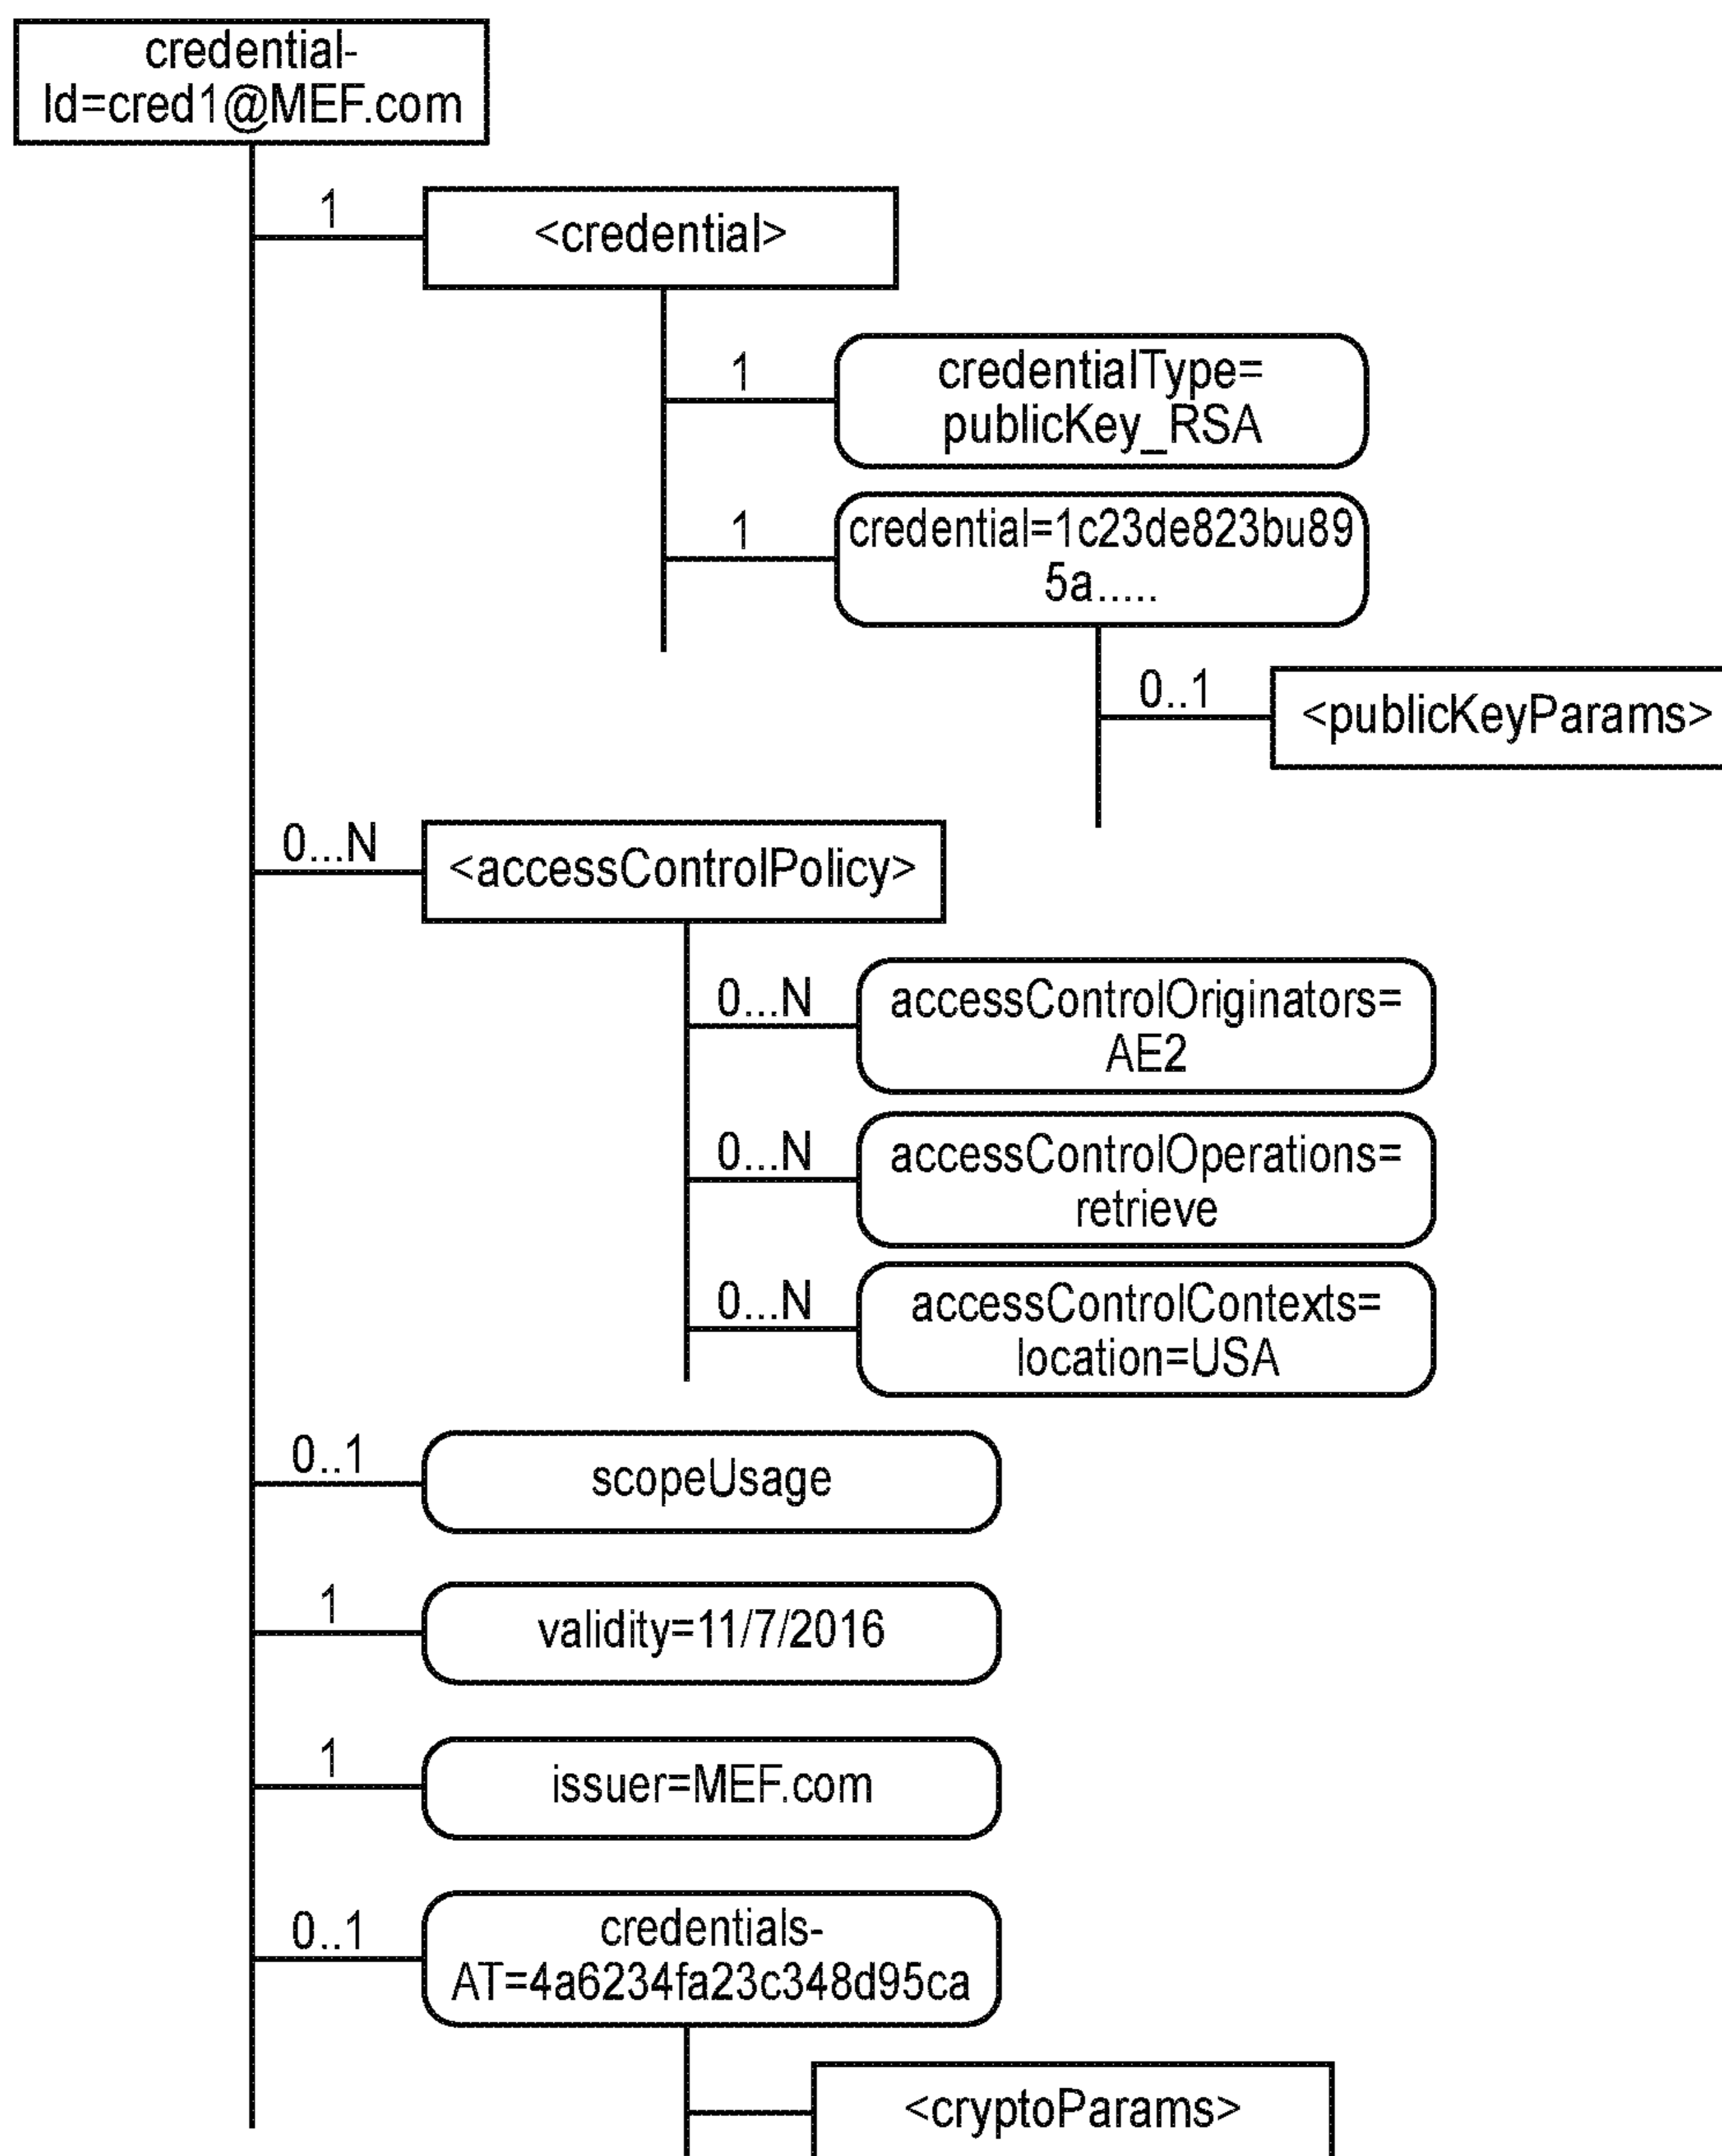 credential-
Id=cred1@MEF.com
1
<credential>
1
credentialType=
publicKey_RSA
1
credential=1c23de823bu89
5a.....
0..1
<publicKeyParams>
0...N
<accessControlPolicy>
0...N
accessControlOriginators=
AE2
0...N
accessControlOperations=
retrieve
0...N
accessControlContexts=
location=USA
0..1
scopeUsage
1
validity=11/7/2016
1
issuer=MEF.com
0..1
credentials-
AT=4a6234fa23c348d95ca
<cryptoParams>